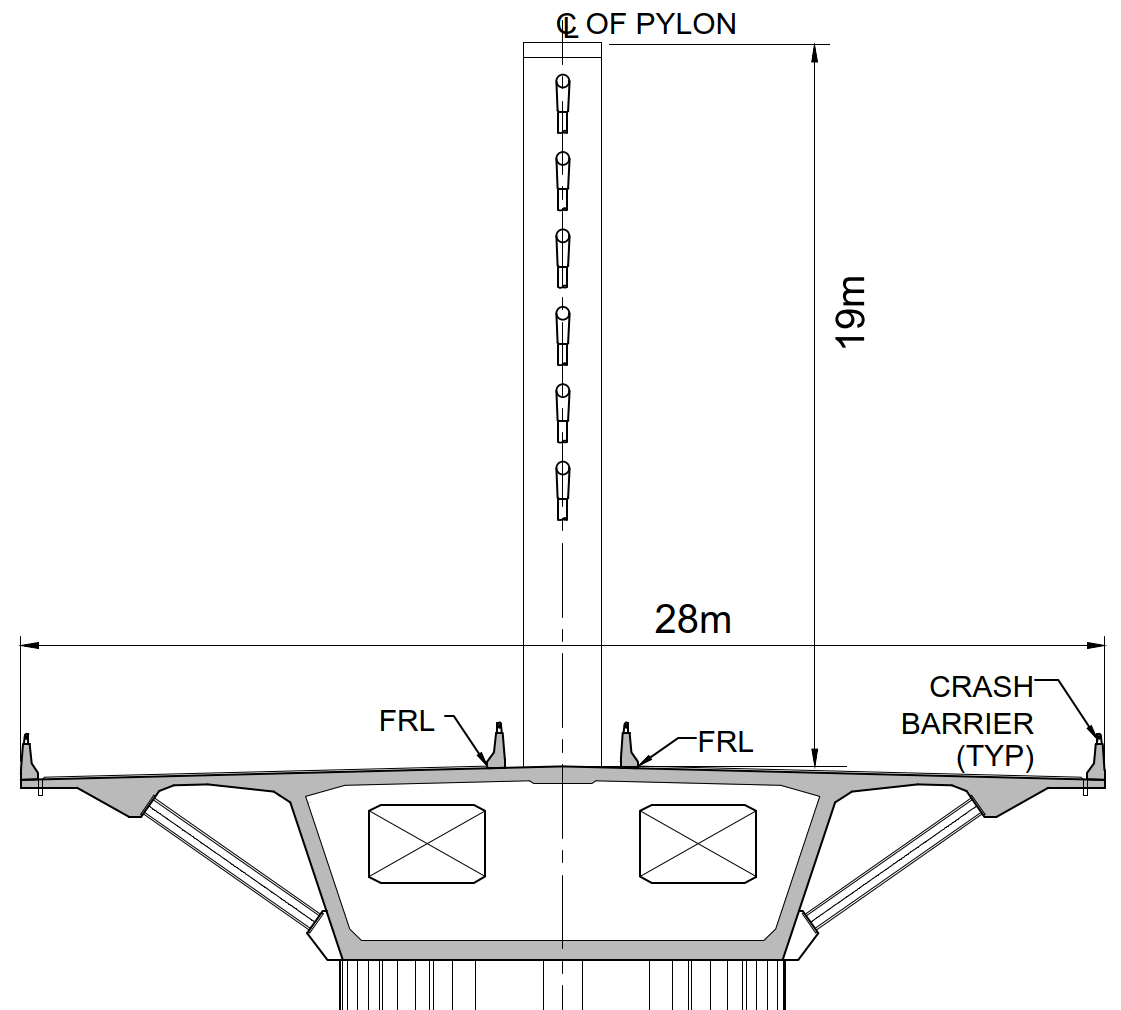 ℄ OF PYLON
19m
28m
CRASH
BARRIER
(TYP)
FRL
FRL